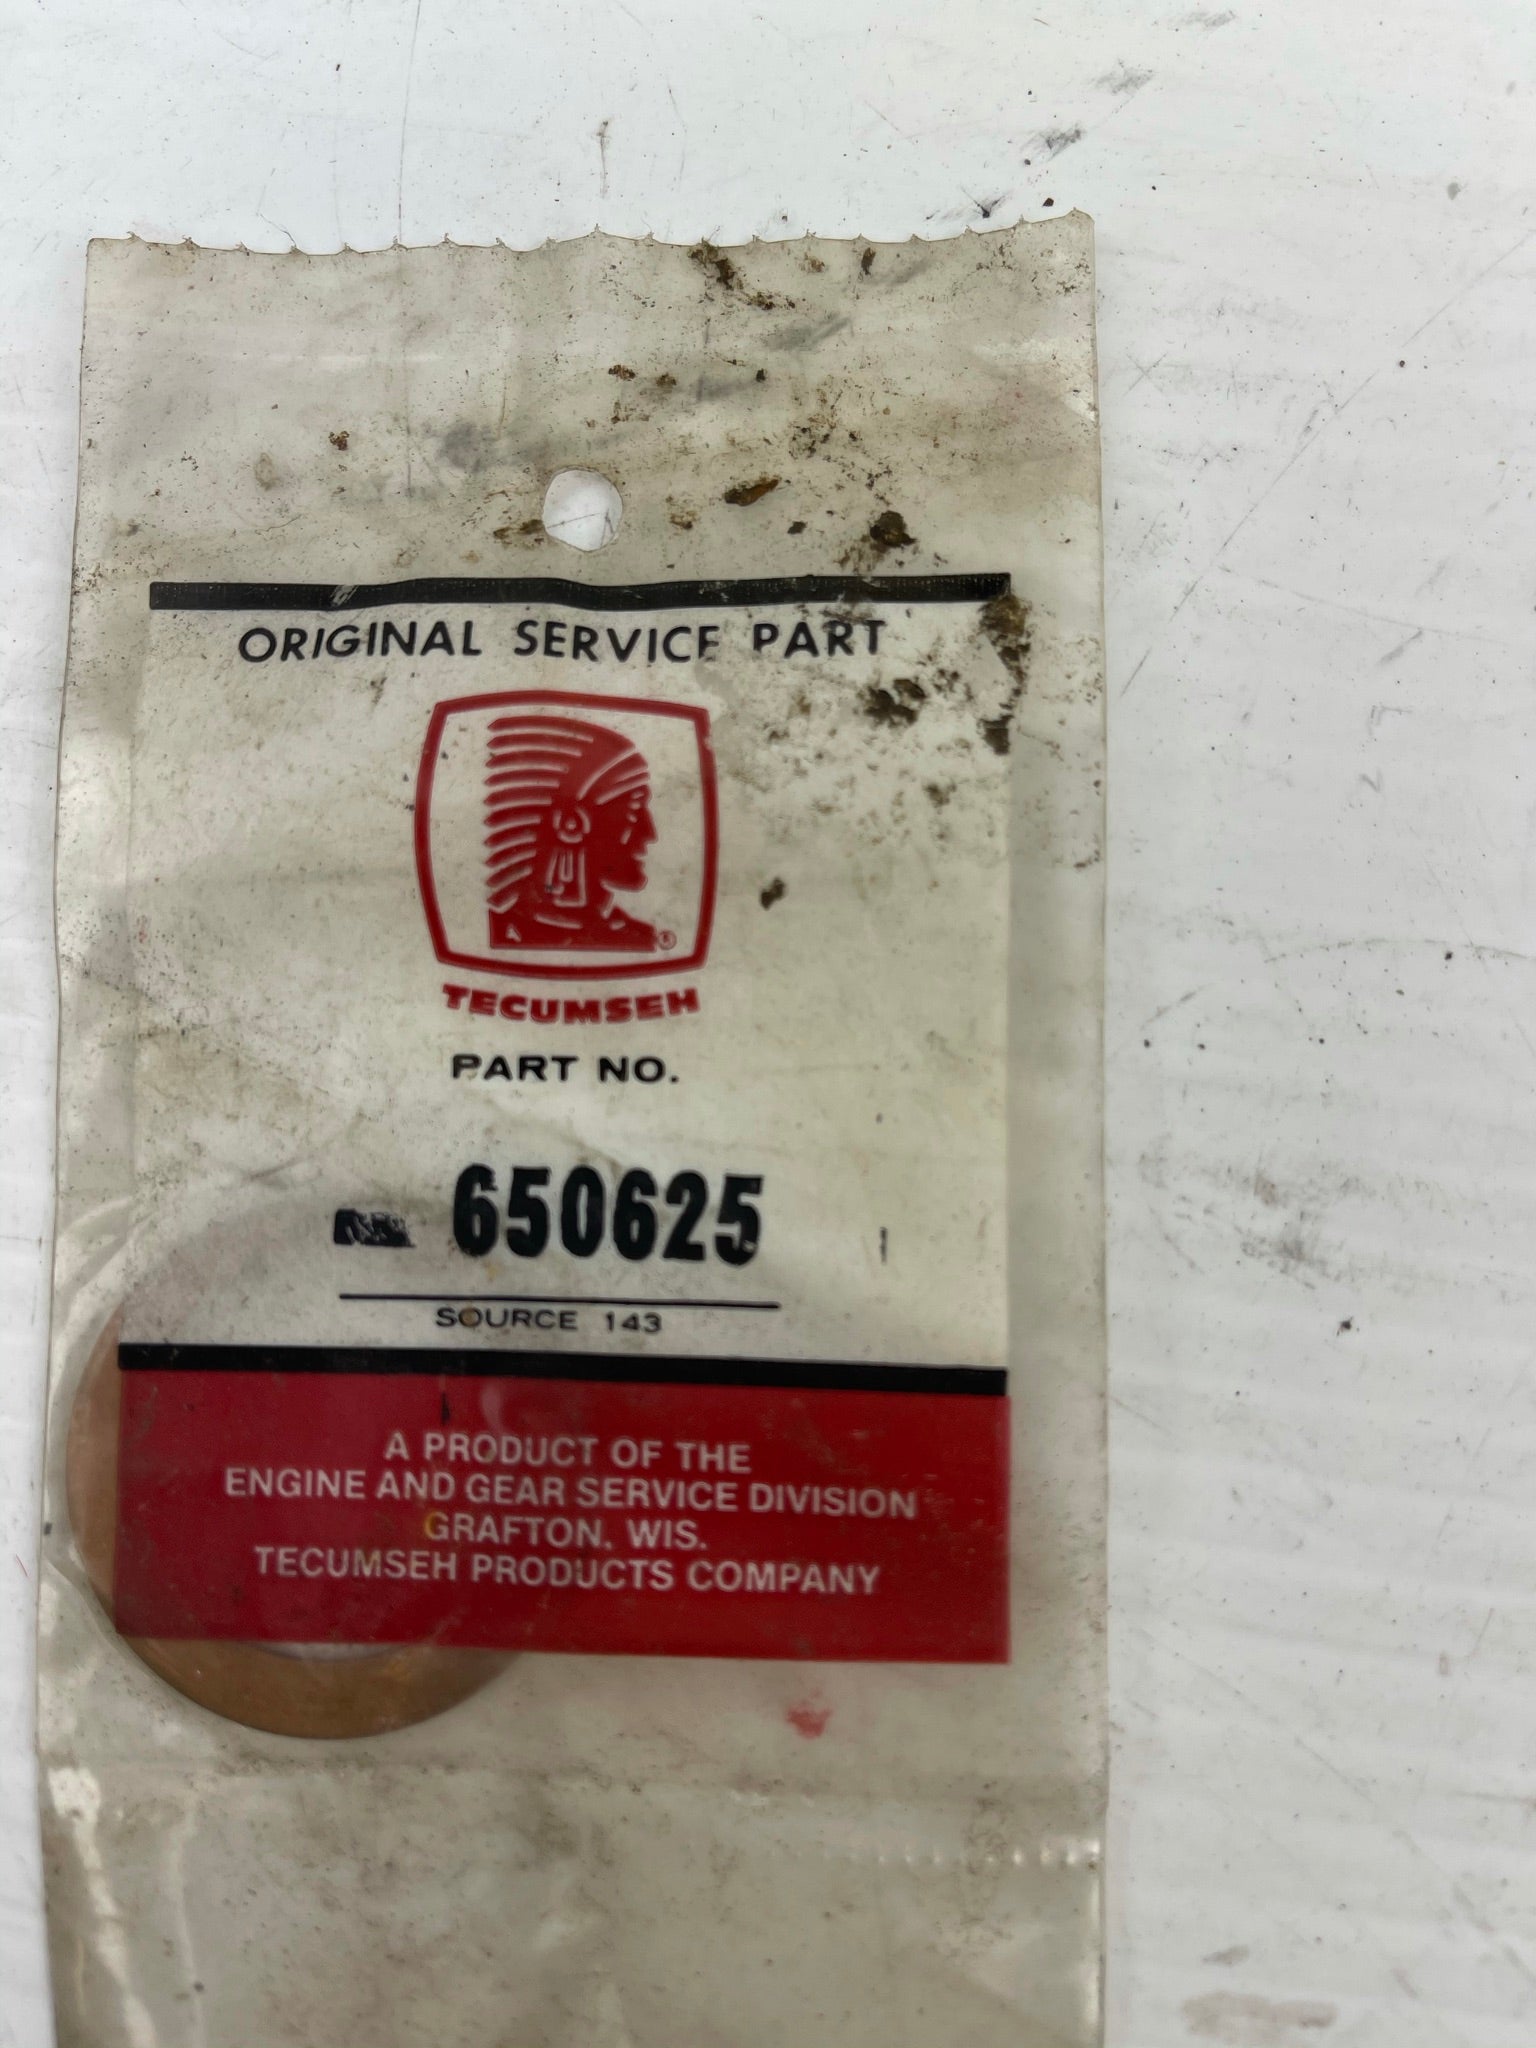 ORIGINAL SERVICE PART
®
TECUMSEH
PART NO.
650625
SOURCE 143
A PRODUCT OF THE
ENGINE AND GEAR SERVICE DIVISION
GRAFTON, WIS.
TECUMSEH PRODUCTS COMPANY